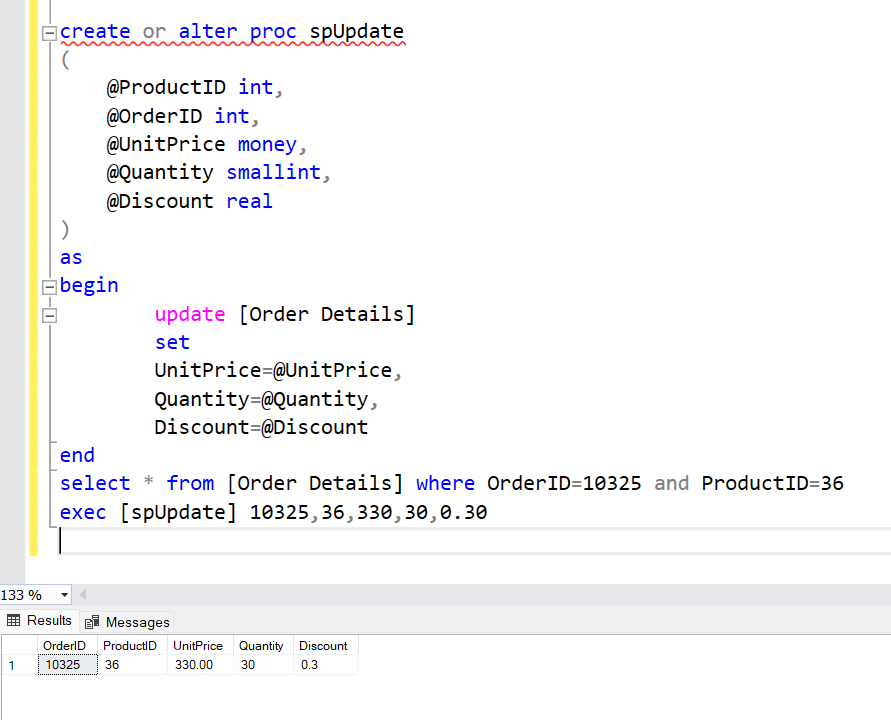 create or alter proc spUpdate
(
@ProductID int,
@OrderID int,
@UnitPrice money,
@Quantity smallint,
@Discount real
)
as
begin
update [Order Details]
set
UnitPrice=@UnitPrice,
Quantity=@Quantity,
Discount=@Discount
end
select * from [Order Details] where OrderID=10325 and ProductID=36
exec [spUpdate] 10325,36,330,30,0.30
133 %
Results Messages
OrderID ProductID UnitPrice Quantity Discount
1 10325 36 330.00 30 0.3